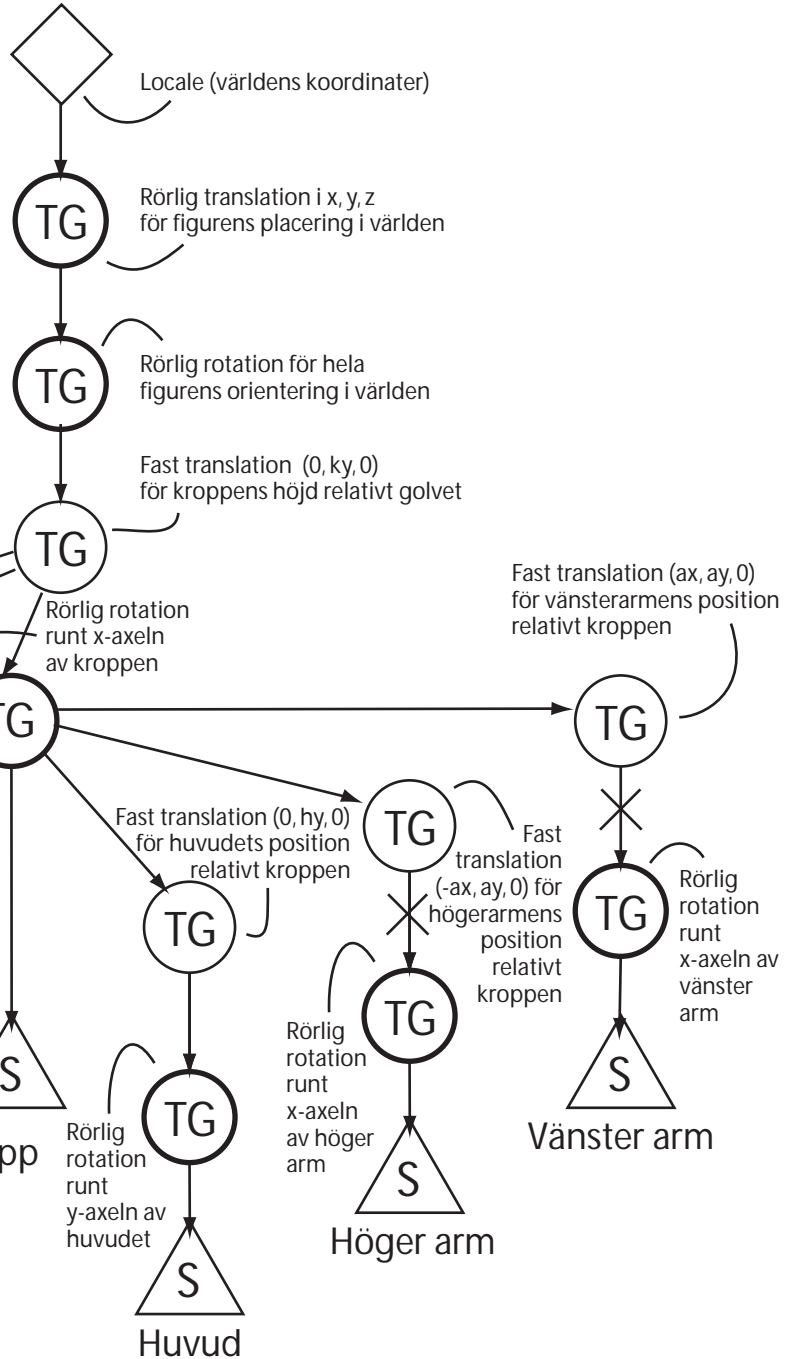 Locale (världens koordinater)
TG
Rörlig translation i x, y, z
för figurens placering i världen
TG
Rörlig rotation för hela
figurens orientering i världen
Fast translation (0, ky, 0)
för kroppens höjd relativt golvet
TG
Rörlig rotation
runt x-axeln
av kroppen
Fast translation (ax, ay, 0)
för vänsterarmens position
relativt kroppen
TG
TG
Fast translation (0, hy, 0)
för huvudets position
relativt kroppen
TG
Fast
translation
(-ax, ay, 0) för
högerarmens
position
relativt
kroppen
TG
Rörlig
rotation
runt
x-axeln av
vänster
arm
TG
TG
Rörlig
rotation
runt
x-axeln
av höger
arm
S
S
Vänster arm
pp
Rörlig
rotation
runt
y-axeln av
huvudet
TG
S
Höger arm
S
Huvud